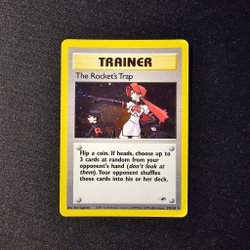 TRAINER
The Rocket's Trap
Flip a coin. If heads, choose up to
3 cards at random from your
opponent's hand (don't look at
them). Your opponent shuffles
those cards into his or her deck.